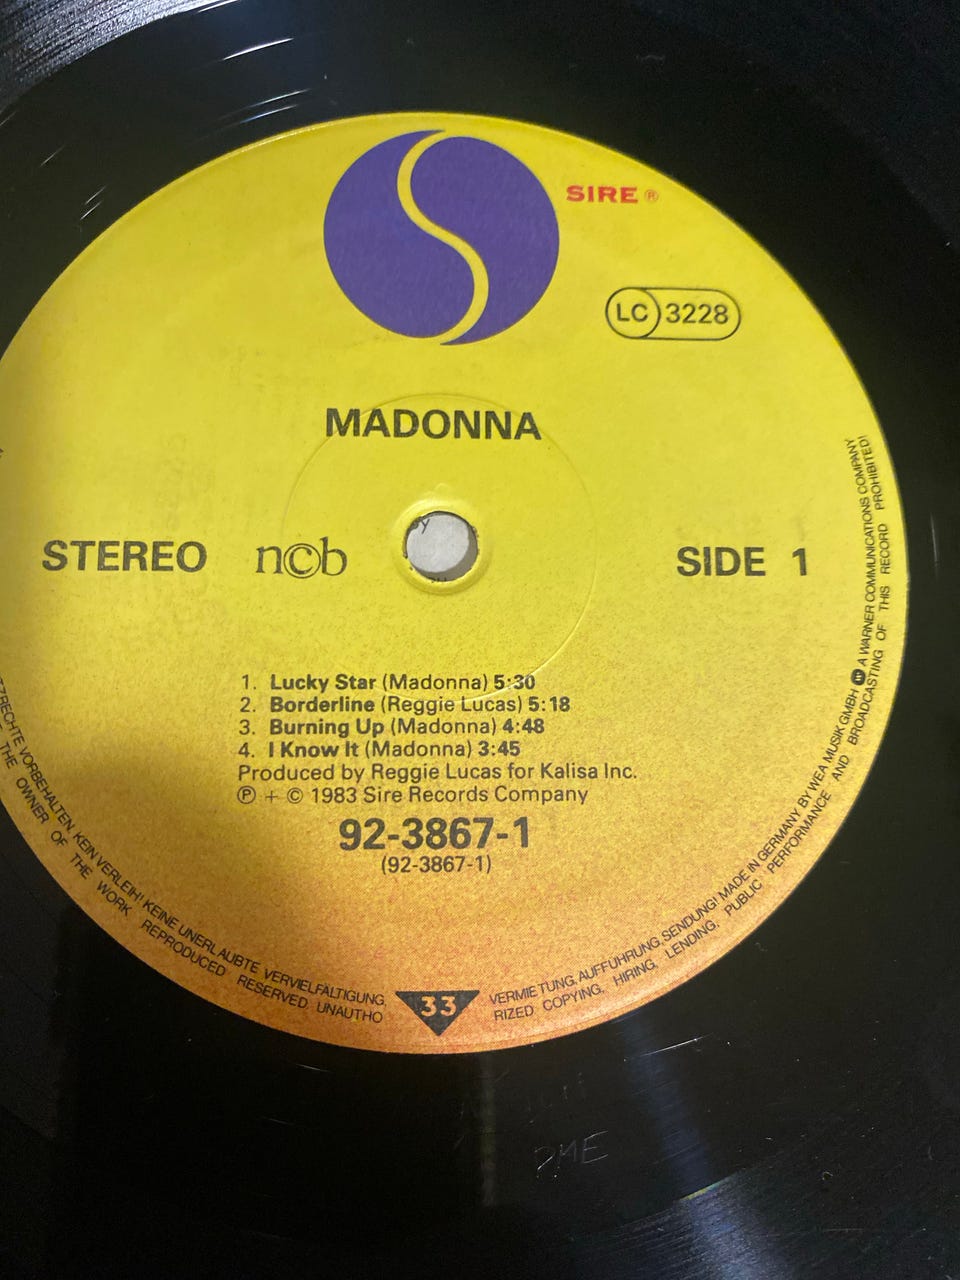 SIRE ®
LC 3228
MADONNA
STEREO n©b SIDE 1
1. Lucky Star (Madonna) 5:30
2. Borderline (Reggie Lucas) 5:18
3. Burning Up (Madonna) 4:48
4. I Know It (Madonna) 3:45
Produced by Reggie Lucas for Kalisa Inc.
℗ + © 1983 Sire Records Company
92-3867-1
(92-3867-1)
33
VORBEHALTEN. KEIN VERLEIH! KEINE UNERLAUBTE VERVIELFÄLTIGUNG, VERMIETUNG, AUFFÜHRUNG, SENDUNG! MADE IN GERMANY BY WEA MUSIK GMBH A WARNER COMMUNICATIONS COMPANY
THE OWNER OF THE WORK REPRODUCED RESERVED. UNAUTHORIZED COPYING, HIRING, LENDING, PUBLIC PERFORMANCE AND BROADCASTING OF THIS RECORD PROHIBITED!
DME